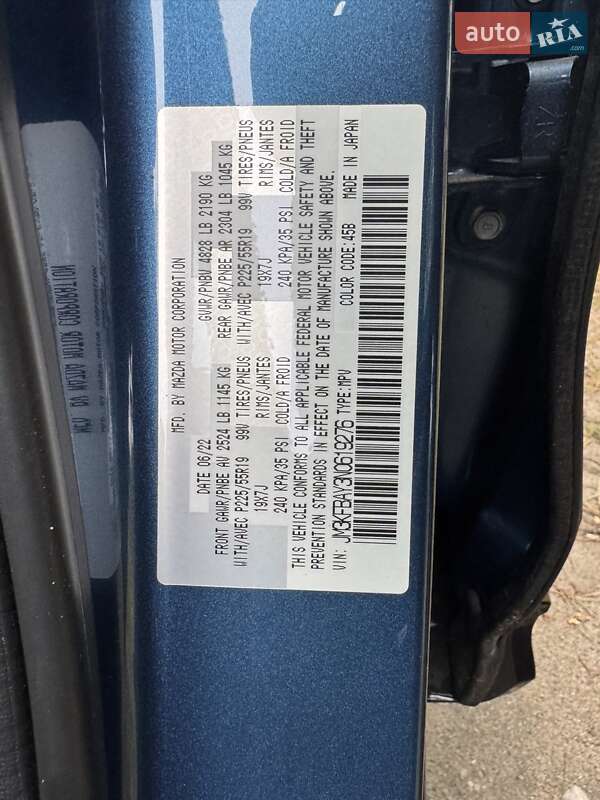 auto RIA .com
MFD. BY MAZDA MOTOR CORPORATION
DATE 06/22 GVWR/PNBV 4828 LB 2190 KG
FRONT GAWR/PNBE AV 2524 LB 1145 KG REAR GAWR/PNBE AR 2304 LB 1045 KG
WITH/AVEC P225/55R19 99V TIRES/PNEUS WITH/AVEC P225/55R19 99V TIRES/PNEUS
19X7J RIMS/JANTES 19X7J RIMS/JANTES
240 KPA/35 PSI COLD/A FROID 240 KPA/35 PSI COLD/A FROID
THIS VEHICLE CONFORMS TO ALL APPLICABLE FEDERAL MOTOR VEHICLE SAFETY AND THEFT
PREVENTION STANDARDS IN EFFECT ON THE DATE OF MANUFACTURE SHOWN ABOVE.
COLOR CODE:45B MADE IN JAPAN
VIN: JM3KFBAY3N0619276 TYPE:MPV